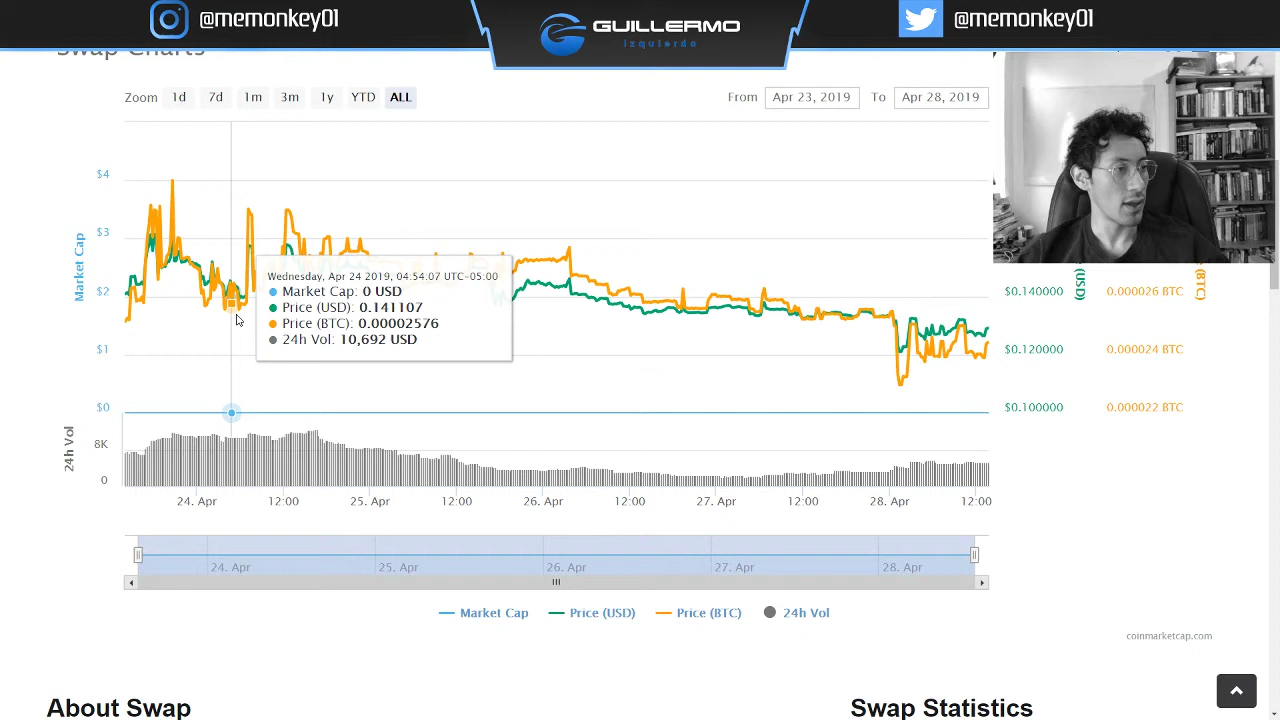 @memonkey01
GUILLERMO
Izquierdo
@memonkey01
Swap Charts
Zoom 1d 7d 1m 3m 1y YTD ALL
From Apr 23, 2019 To Apr 28, 2019
$4
$3
$2
$1
$0
Market Cap
8K
0
24h Vol
Wednesday, Apr 24 2019, 04:54:07 UTC-05:00
Market Cap: 0 USD
Price (USD): 0.141107
Price (BTC): 0.00002576
24h Vol: 10,692 USD
$0.140000
$0.120000
$0.100000
(USD)
0.000026 BTC
0.000024 BTC
0.000022 BTC
(BTC)
24. Apr 12:00 25. Apr 12:00 26. Apr 12:00 27. Apr 12:00 28. Apr 12:00
24. Apr 25. Apr 26. Apr 27. Apr 28. Apr
Market Cap Price (USD) Price (BTC) 24h Vol
coinmarketcap.com
About Swap
Swap Statistics